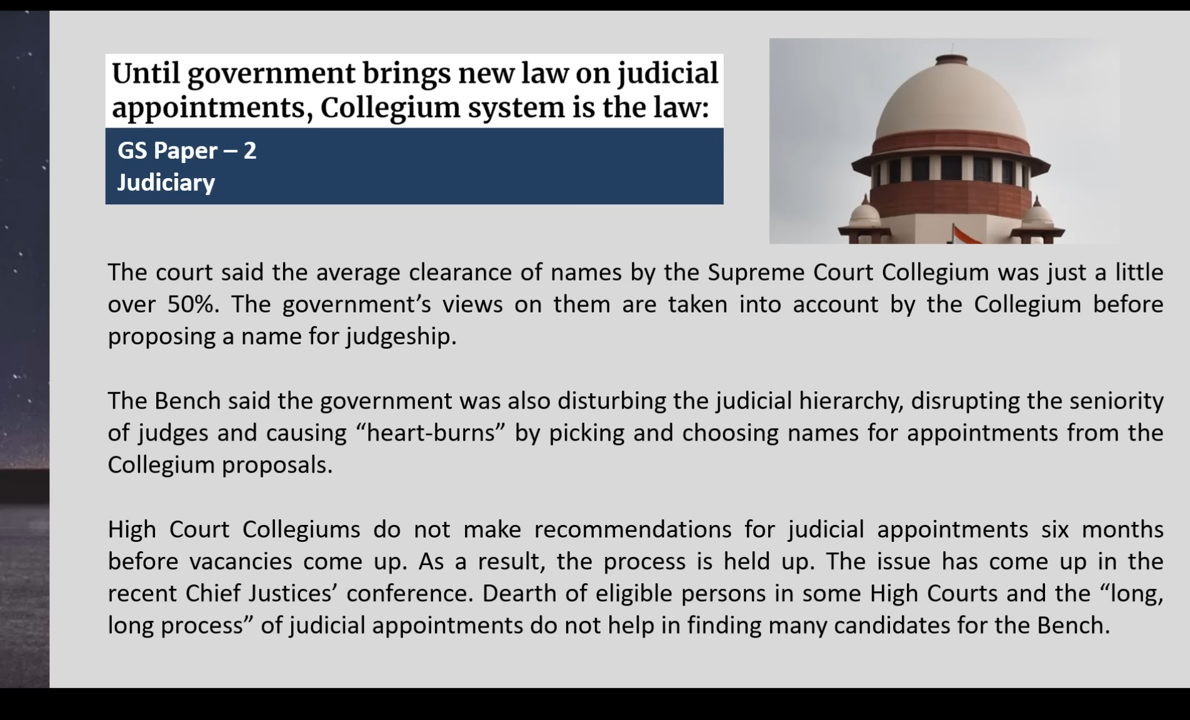 Until government brings new law on judicial
appointments, Collegium system is the law:
GS Paper – 2
Judiciary
The court said the average clearance of names by the Supreme Court Collegium was just a little
over 50%. The government’s views on them are taken into account by the Collegium before
proposing a name for judgeship.
The Bench said the government was also disturbing the judicial hierarchy, disrupting the seniority
of judges and causing “heart-burns” by picking and choosing names for appointments from the
Collegium proposals.
High Court Collegiums do not make recommendations for judicial appointments six months
before vacancies come up. As a result, the process is held up. The issue has come up in the
recent Chief Justices’ conference. Dearth of eligible persons in some High Courts and the “long,
long process” of judicial appointments do not help in finding many candidates for the Bench.